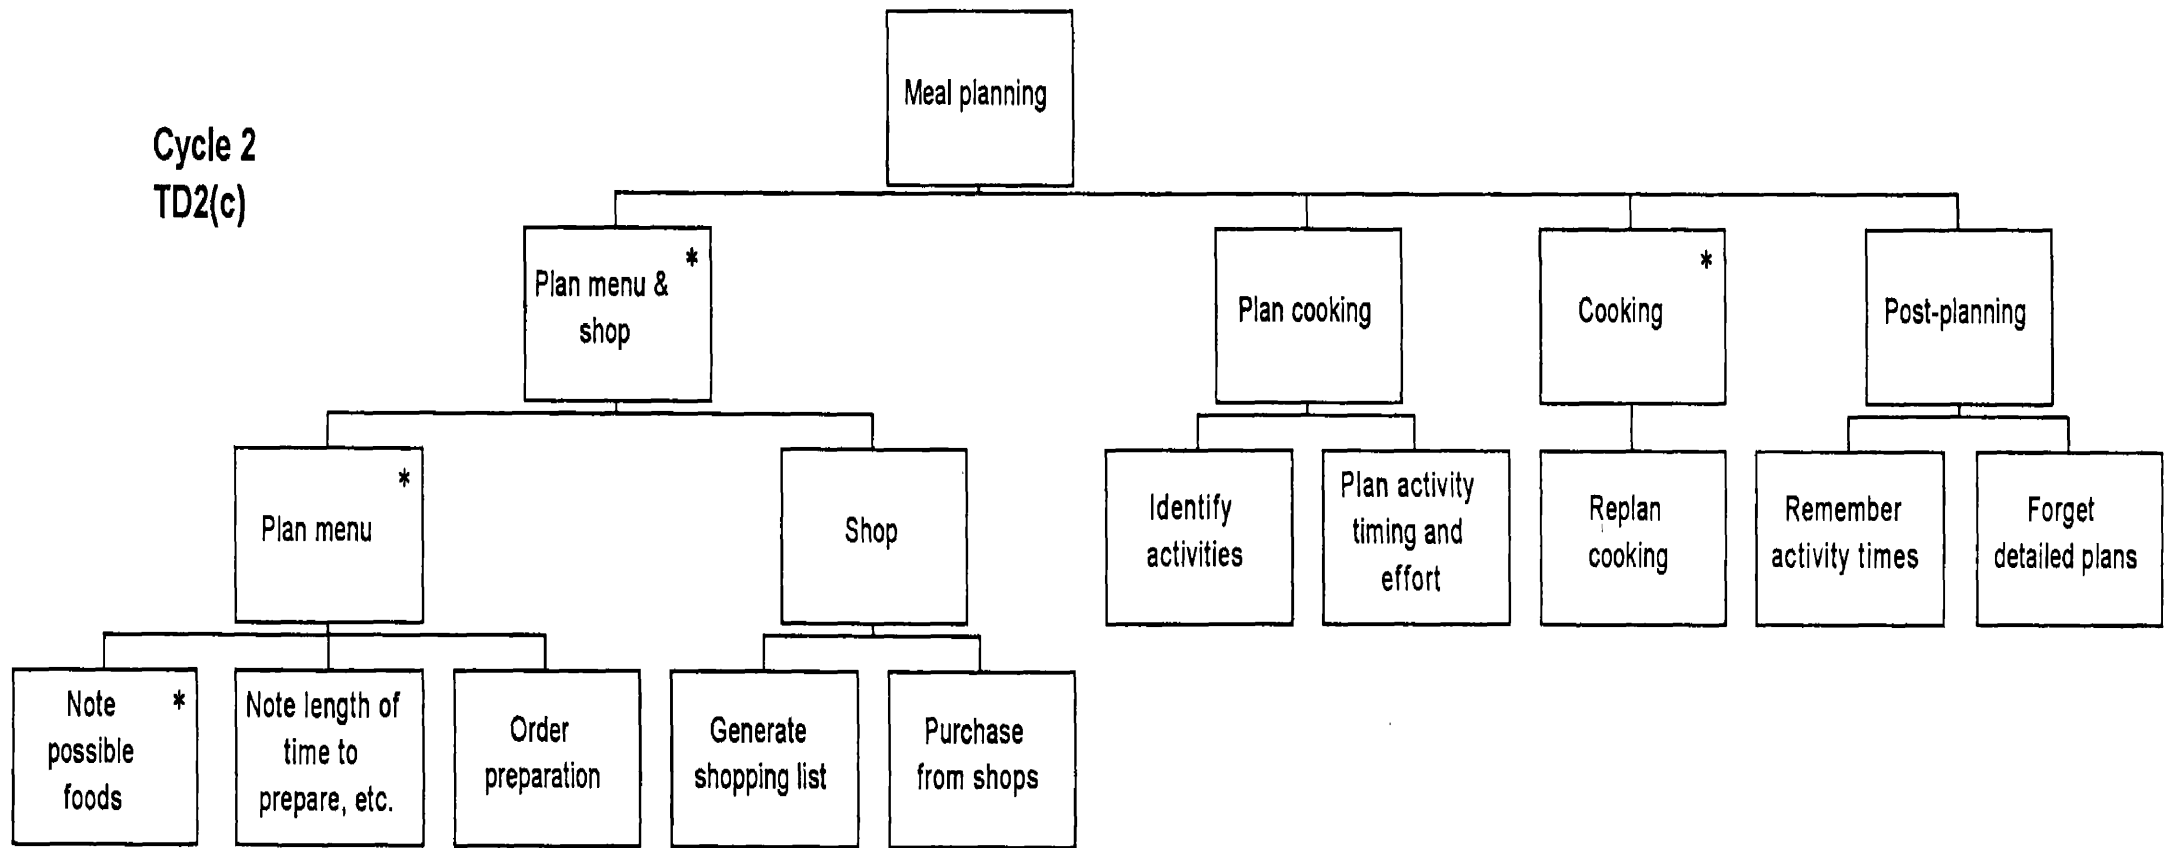 Meal planning
Cycle 2
TD2(c)
*
Plan menu &
shop
Plan cooking
*
Cooking
Post-planning
*
Plan menu
Shop
Identify
activities
Plan activity
timing and
effort
Replan
cooking
Remember
activity times
Forget
detailed plans
Note *
possible
foods
Note length of
time to
prepare, etc.
Order
preparation
Generate
shopping list
Purchase
from shops